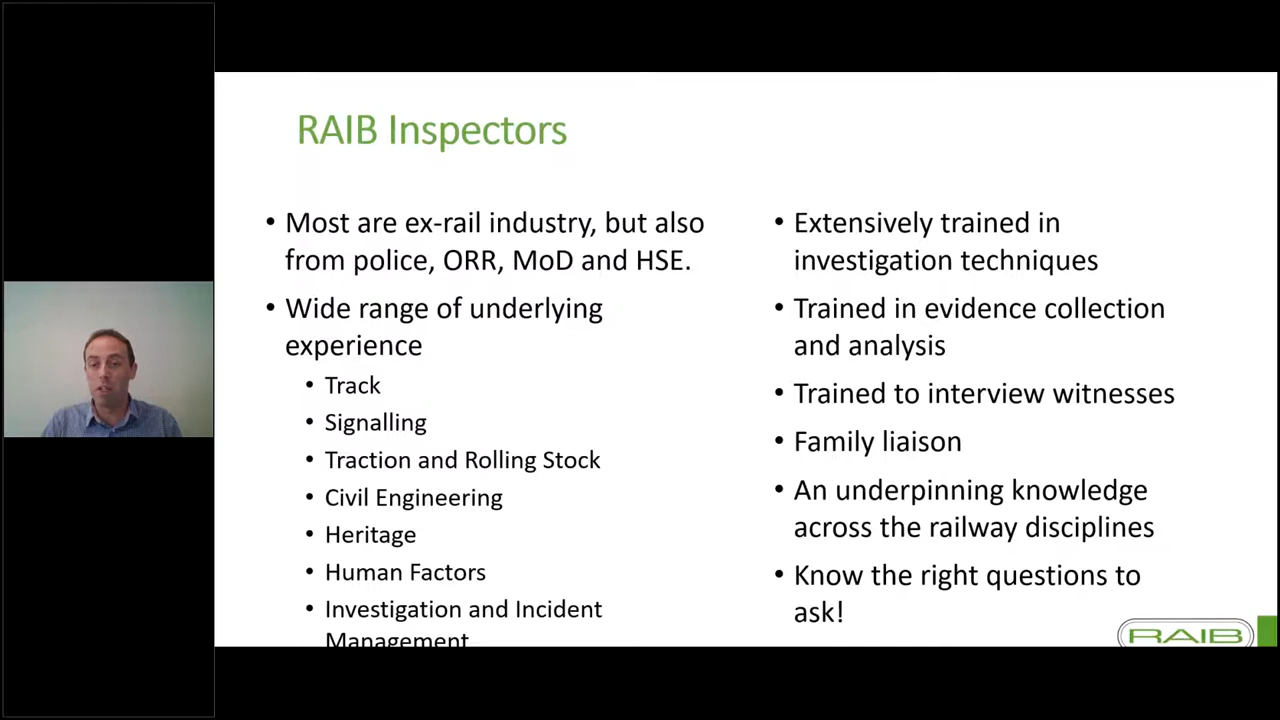 RAIB Inspectors
• Most are ex-rail industry, but also
from police, ORR, MoD and HSE.
• Wide range of underlying
experience
• Track
• Signalling
• Traction and Rolling Stock
• Civil Engineering
• Heritage
• Human Factors
• Investigation and Incident
Management
• Extensively trained in
investigation techniques
• Trained in evidence collection
and analysis
• Trained to interview witnesses
• Family liaison
• An underpinning knowledge
across the railway disciplines
• Know the right questions to
ask!
RAIB